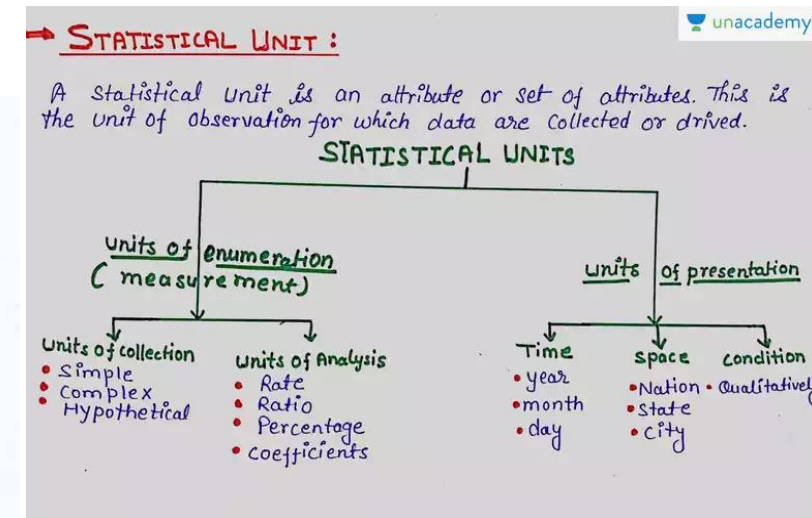 unacademy
→ STATISTICAL UNIT :
A statistical unit is an attribute or set of attributes. This is
the unit of observation for which data are collected or drived.
STATISTICAL UNITS
units of enumeration
(measurement)
units of presentation
units of collection
• Simple
• Complex
• Hypothetical
units of Analysis
• Rate
• Ratio
• Percentage
• coefficients
Time
• year
• month
• day
space
• Nation
• State
• City
condition
• Qualitatively